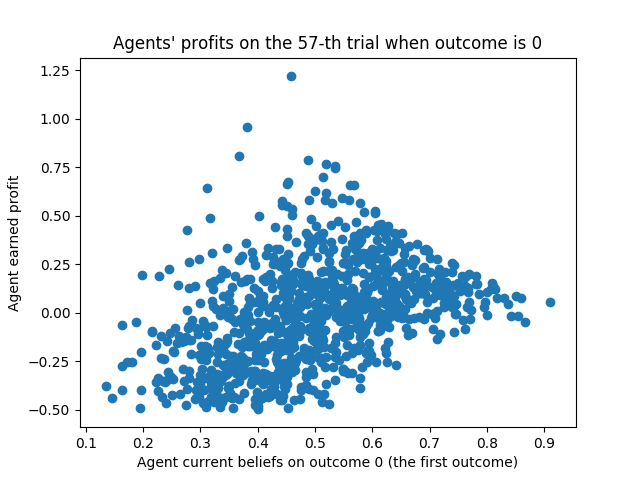 Agents' profits on the 57-th trial when outcome is 0
1.25
1.00
0.75
0.50
0.25
0.00
−0.25
−0.50
Agent earned profit
0.1 0.2 0.3 0.4 0.5 0.6 0.7 0.8 0.9
Agent current beliefs on outcome 0 (the first outcome)